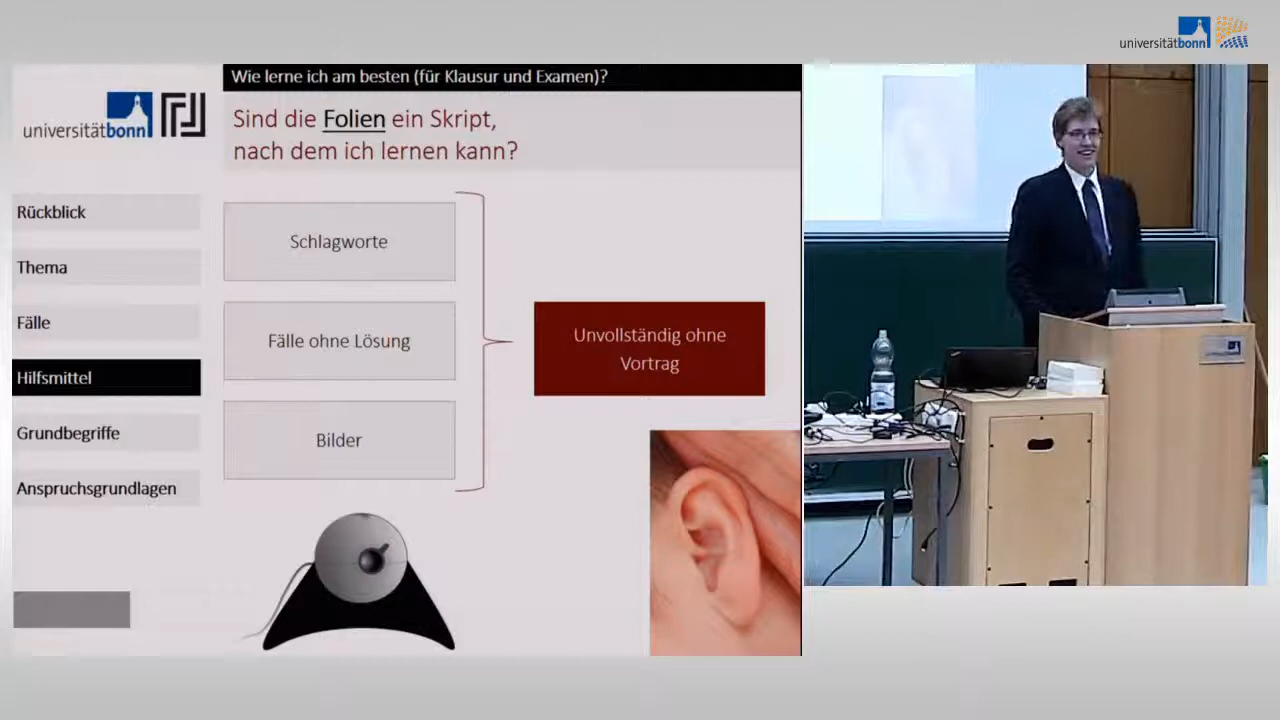 universitätbonn
Wie lerne ich am besten (für Klausur und Examen)?
universitätbonn
Sind die Folien ein Skript,
nach dem ich lernen kann?
Rückblick
Thema
Fälle
Hilfsmittel
Grundbegriffe
Anspruchsgrundlagen
Schlagworte
Fälle ohne Lösung
Bilder
Unvollständig ohne
Vortrag